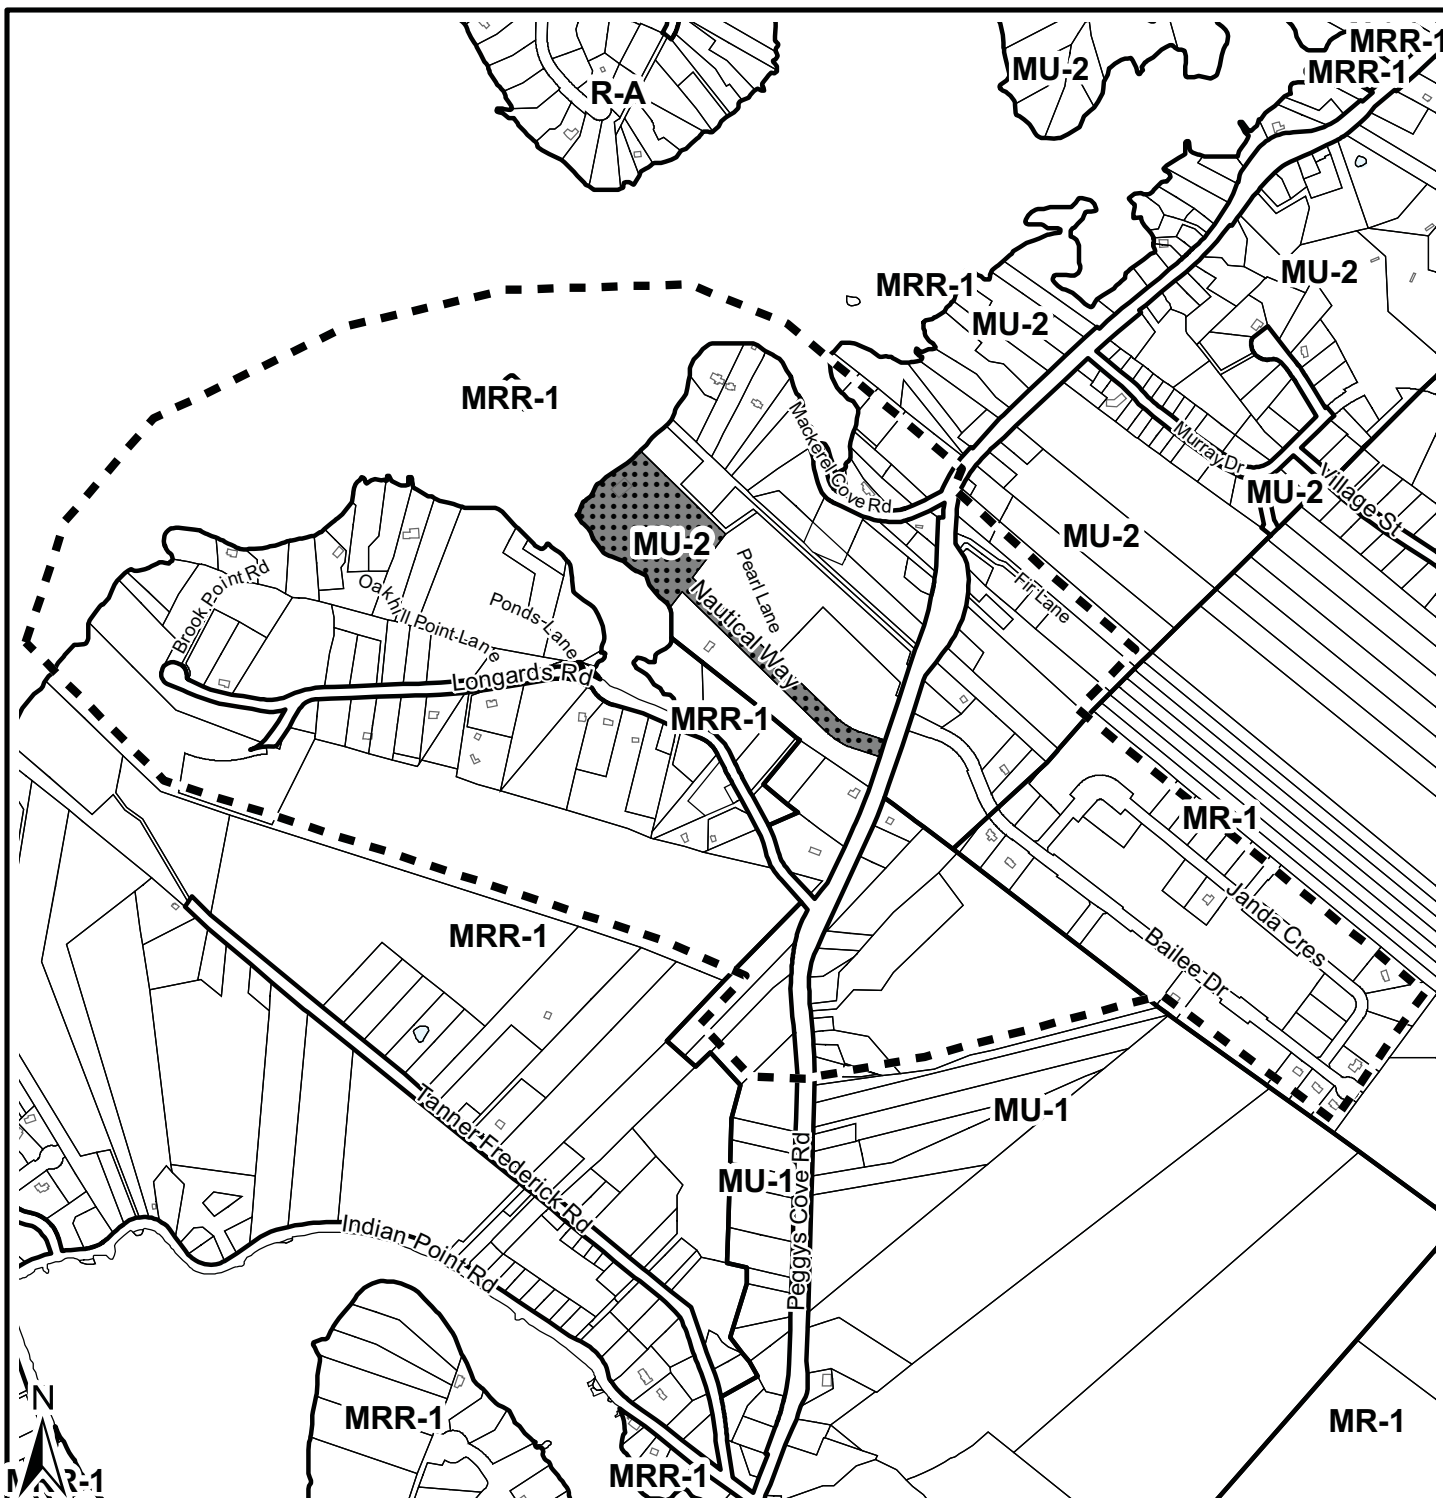 MRR-1
MU-2
MRR-1
R-A
MRR-1
MU-2
MU-2
MRR-1
Mackerel Cove Rd
Murray Dr
Village St
MU-2
MU-2
MU-2
Pearl Lane
Nautical Way
Fir Lane
Brook Point Rd
Oakhill Point Lane
Ponds Lane
Longards Rd
MRR-1
MR-1
Janda Cres
Bailee Dr
MRR-1
MU-1
Tanner Frederick Rd
MU-1
Peggys Cove Rd
Indian Point Rd
N
MRR-1
MR-1
MRR-1
MRR-1